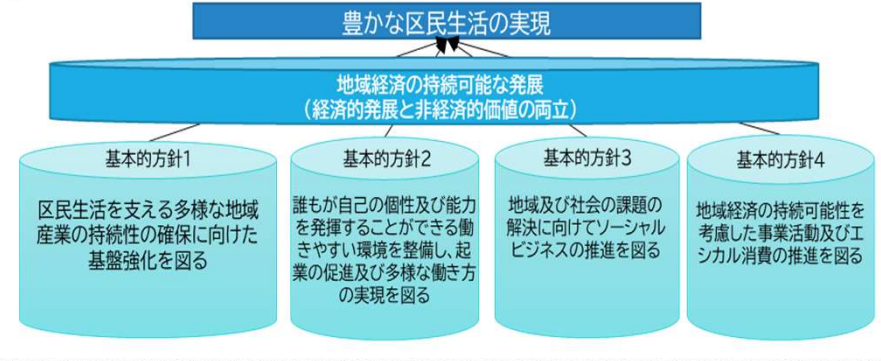 豊かな区民生活の実現
地域経済の持続可能な発展
（経済的発展と非経済的価値の両立）
基本的方針1
区民生活を支える多様な地域
産業の持続性の確保に向けた
基盤強化を図る
基本的方針2
誰もが自己の個性及び能力
を発揮することができる働
きやすい環境を整備し、起
業の促進及び多様な働き方
の実現を図る
基本的方針3
地域及び社会の課題の
解決に向けてソーシャル
ビジネスの推進を図る
基本的方針4
地域経済の持続可能性を
考慮した事業活動及びエ
シカル消費の推進を図る